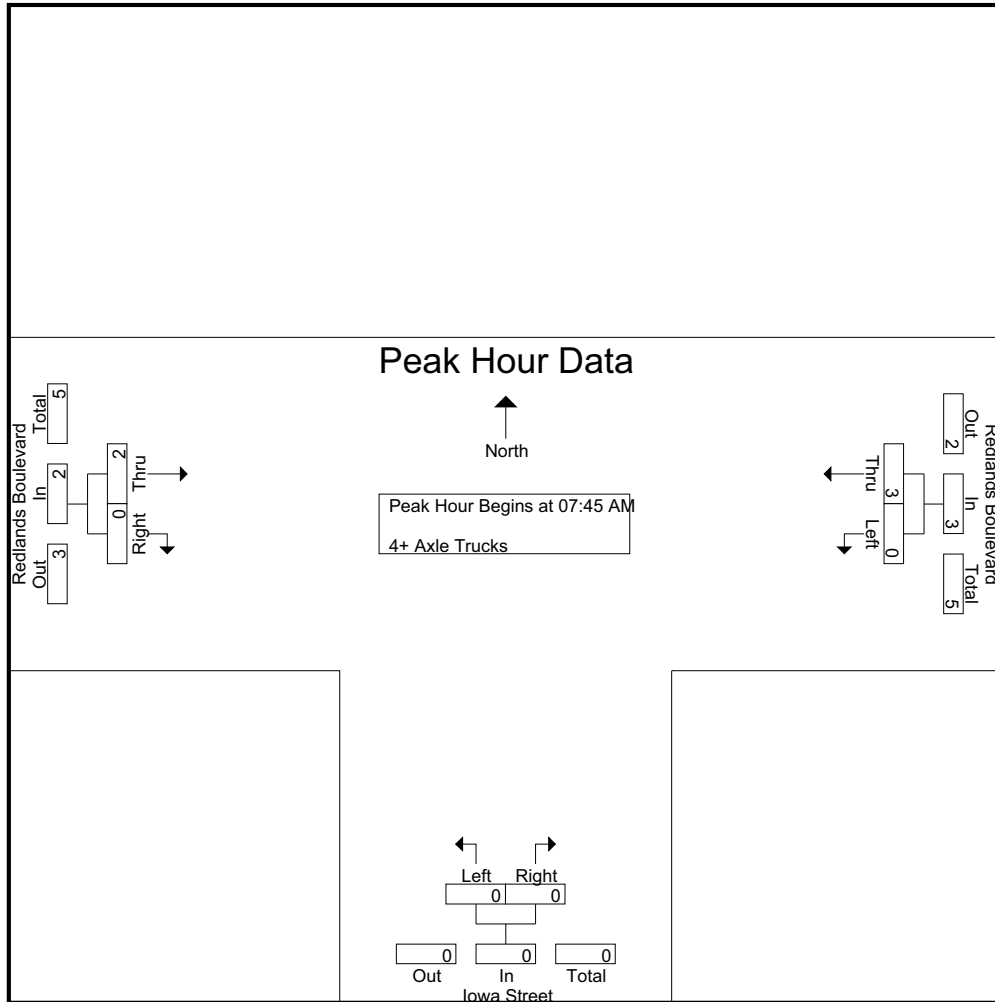 Peak Hour Data
North
Peak Hour Begins at 07:45 AM
4+ Axle Trucks
Redlands Boulevard
Out In Total
3 2 5
Right Thru
0 2
Redlands Boulevard
Out In Total
2 3 5
Thru Left
3 0
Left Right
0 0
0 0 0
Out In Total
Iowa Street